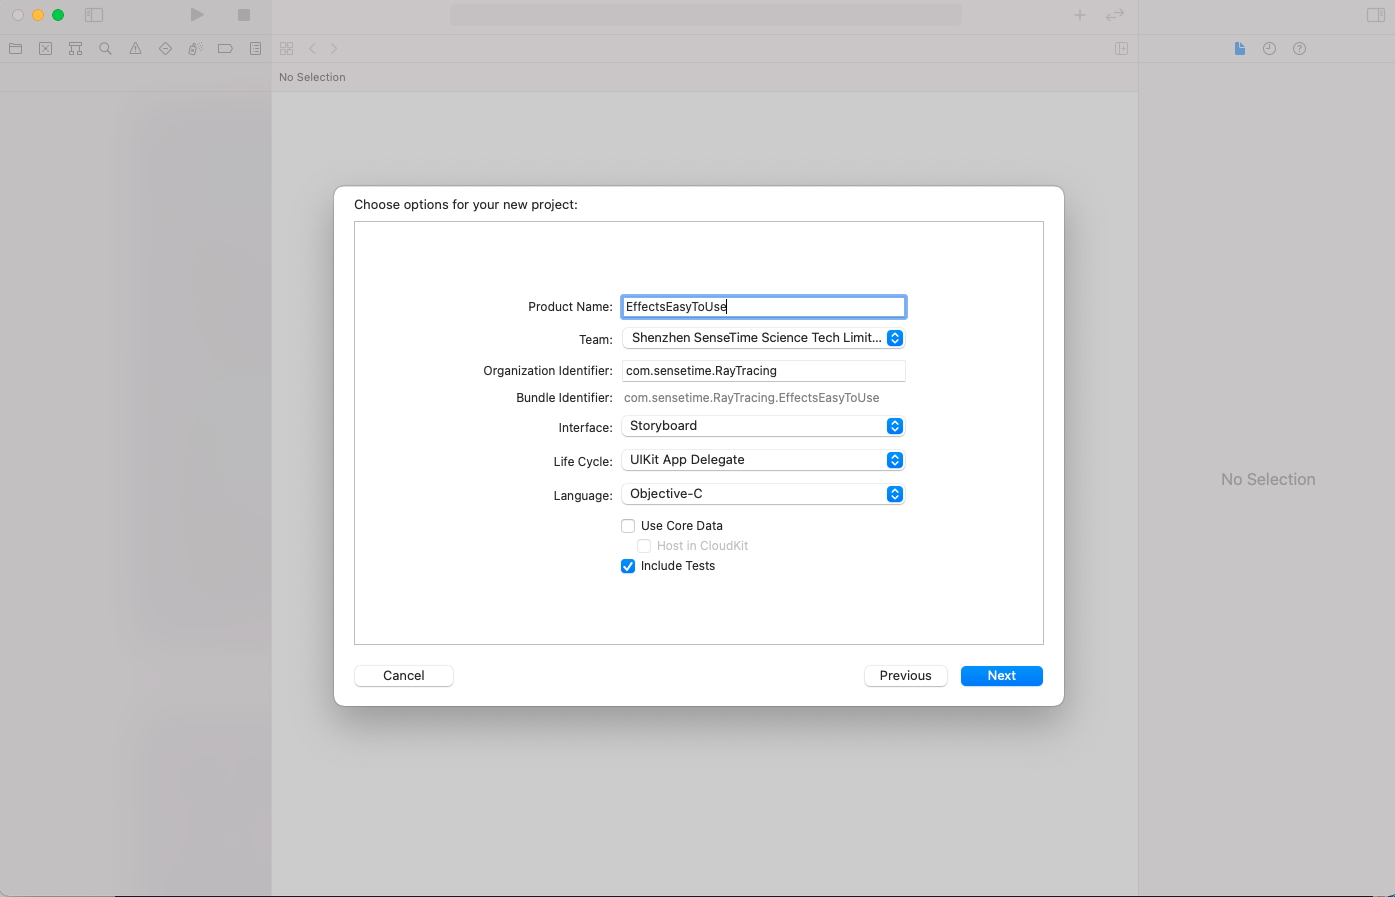 No Selection
Choose options for your new project:
Product Name: EffectsEasyToUse
Team: Shenzhen SenseTime Science Tech Limit...
Organization Identifier: com.sensetime.RayTracing
Bundle Identifier: com.sensetime.RayTracing.EffectsEasyToUse
Interface: Storyboard
Life Cycle: UIKit App Delegate
Language: Objective-C
Use Core Data
Host in CloudKit
Include Tests
Cancel
Previous
Next
No Selection